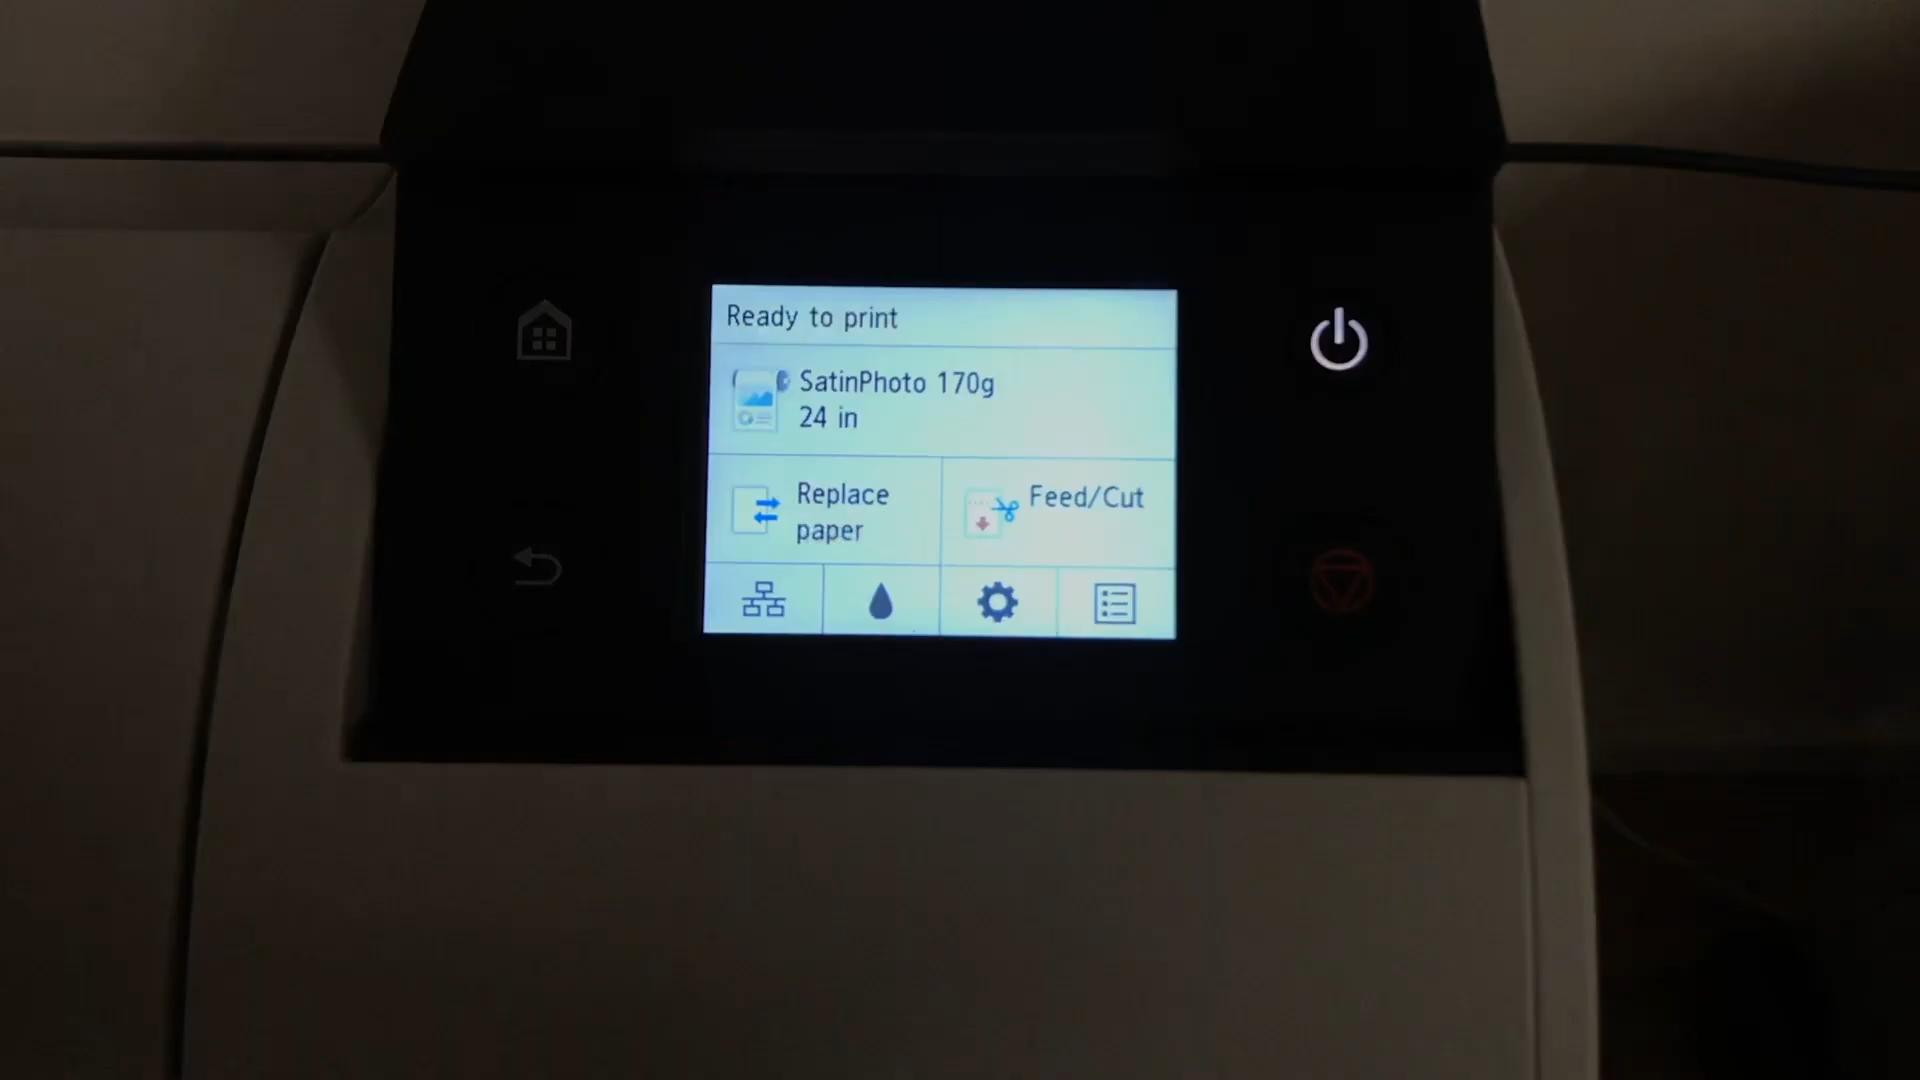 Ready to print
SatinPhoto 170g
24 in
Replace
paper
Feed/Cut